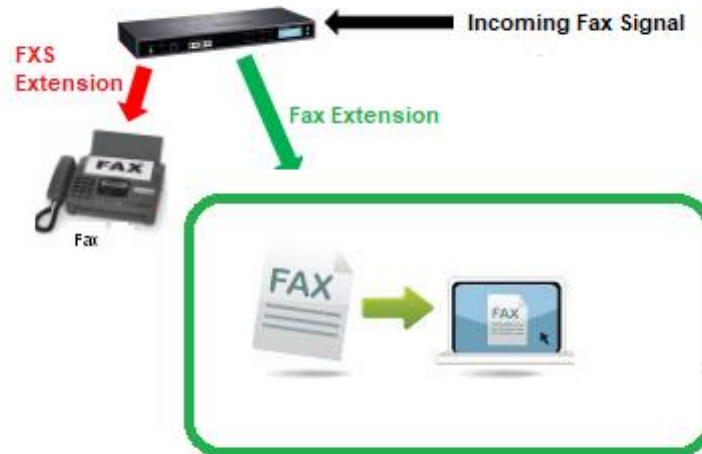 Incoming Fax Signal
FXS
Extension
Fax Extension
FAX
Fax
FAX
FAX